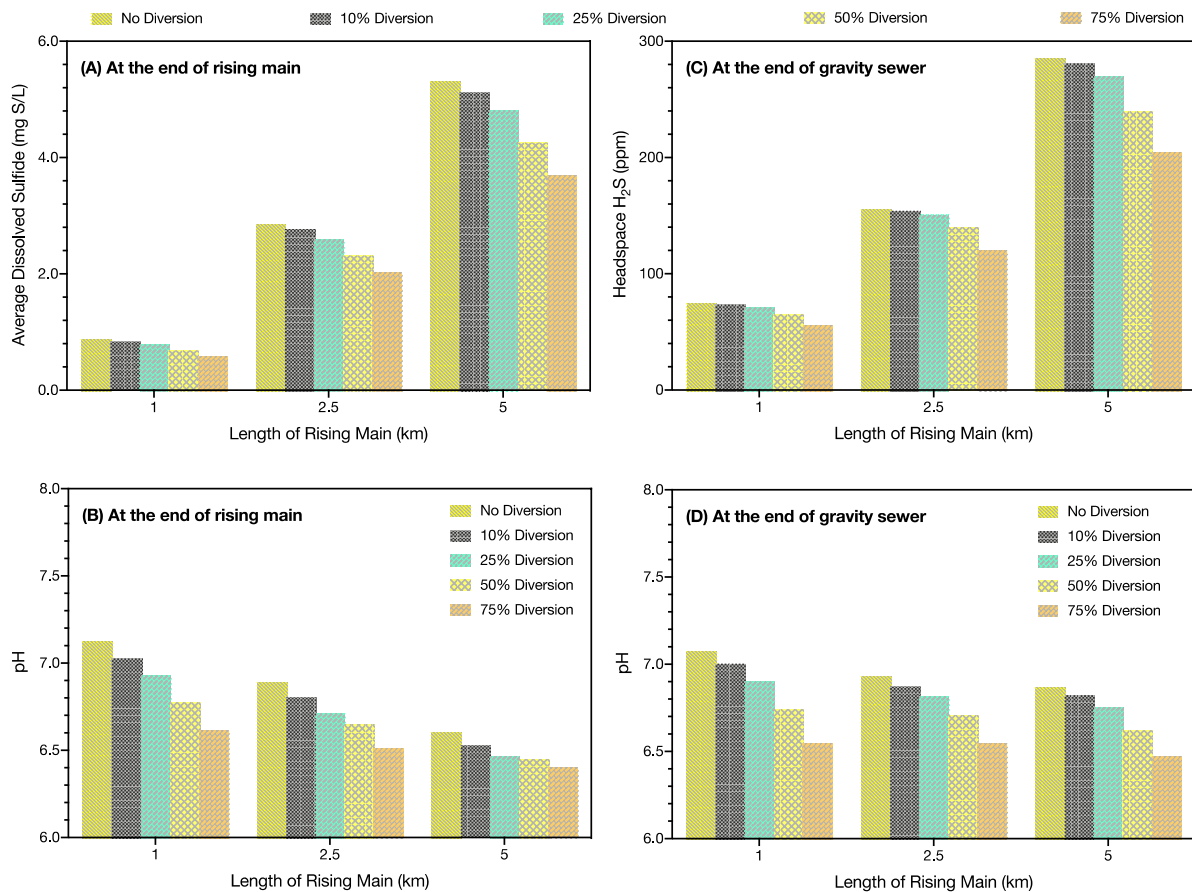 No Diversion 10% Diversion 25% Diversion 50% Diversion 75% Diversion
(A) At the end of rising main
Average Dissolved Sulfide (mg S/L)
6.0
4.0
2.0
0.0
1 2.5 5
Length of Rising Main (km)
(C) At the end of gravity sewer
Headspace H2S (ppm)
300
200
100
0
1 2.5 5
Length of Rising Main (km)
(B) At the end of rising main
pH
8.0
7.5
7.0
6.5
6.0
No Diversion
10% Diversion
25% Diversion
50% Diversion
75% Diversion
1 2.5 5
Length of Rising Main (km)
(D) At the end of gravity sewer
pH
8.0
7.5
7.0
6.5
6.0
No Diversion
10% Diversion
25% Diversion
50% Diversion
75% Diversion
1 2.5 5
Length of Rising Main (km)